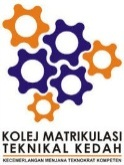 KOLEJ MATRIKULASI
TEKNIKAL KEDAH
KECEMERLANGAN MENJANA TEKNOKRAT KOMPETEN